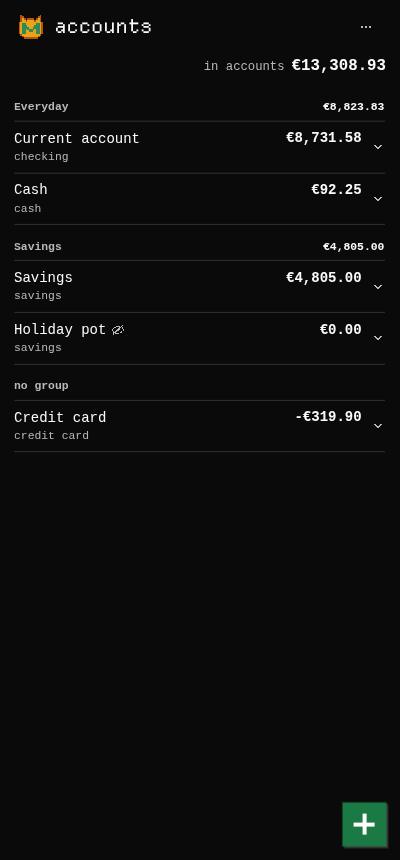 accounts
in accounts €13,308.93
Everyday €8,823.83
Current account €8,731.58
checking
Cash €92.25
cash
Savings €4,805.00
Savings €4,805.00
savings
Holiday pot €0.00
savings
no group
Credit card -€319.90
credit card